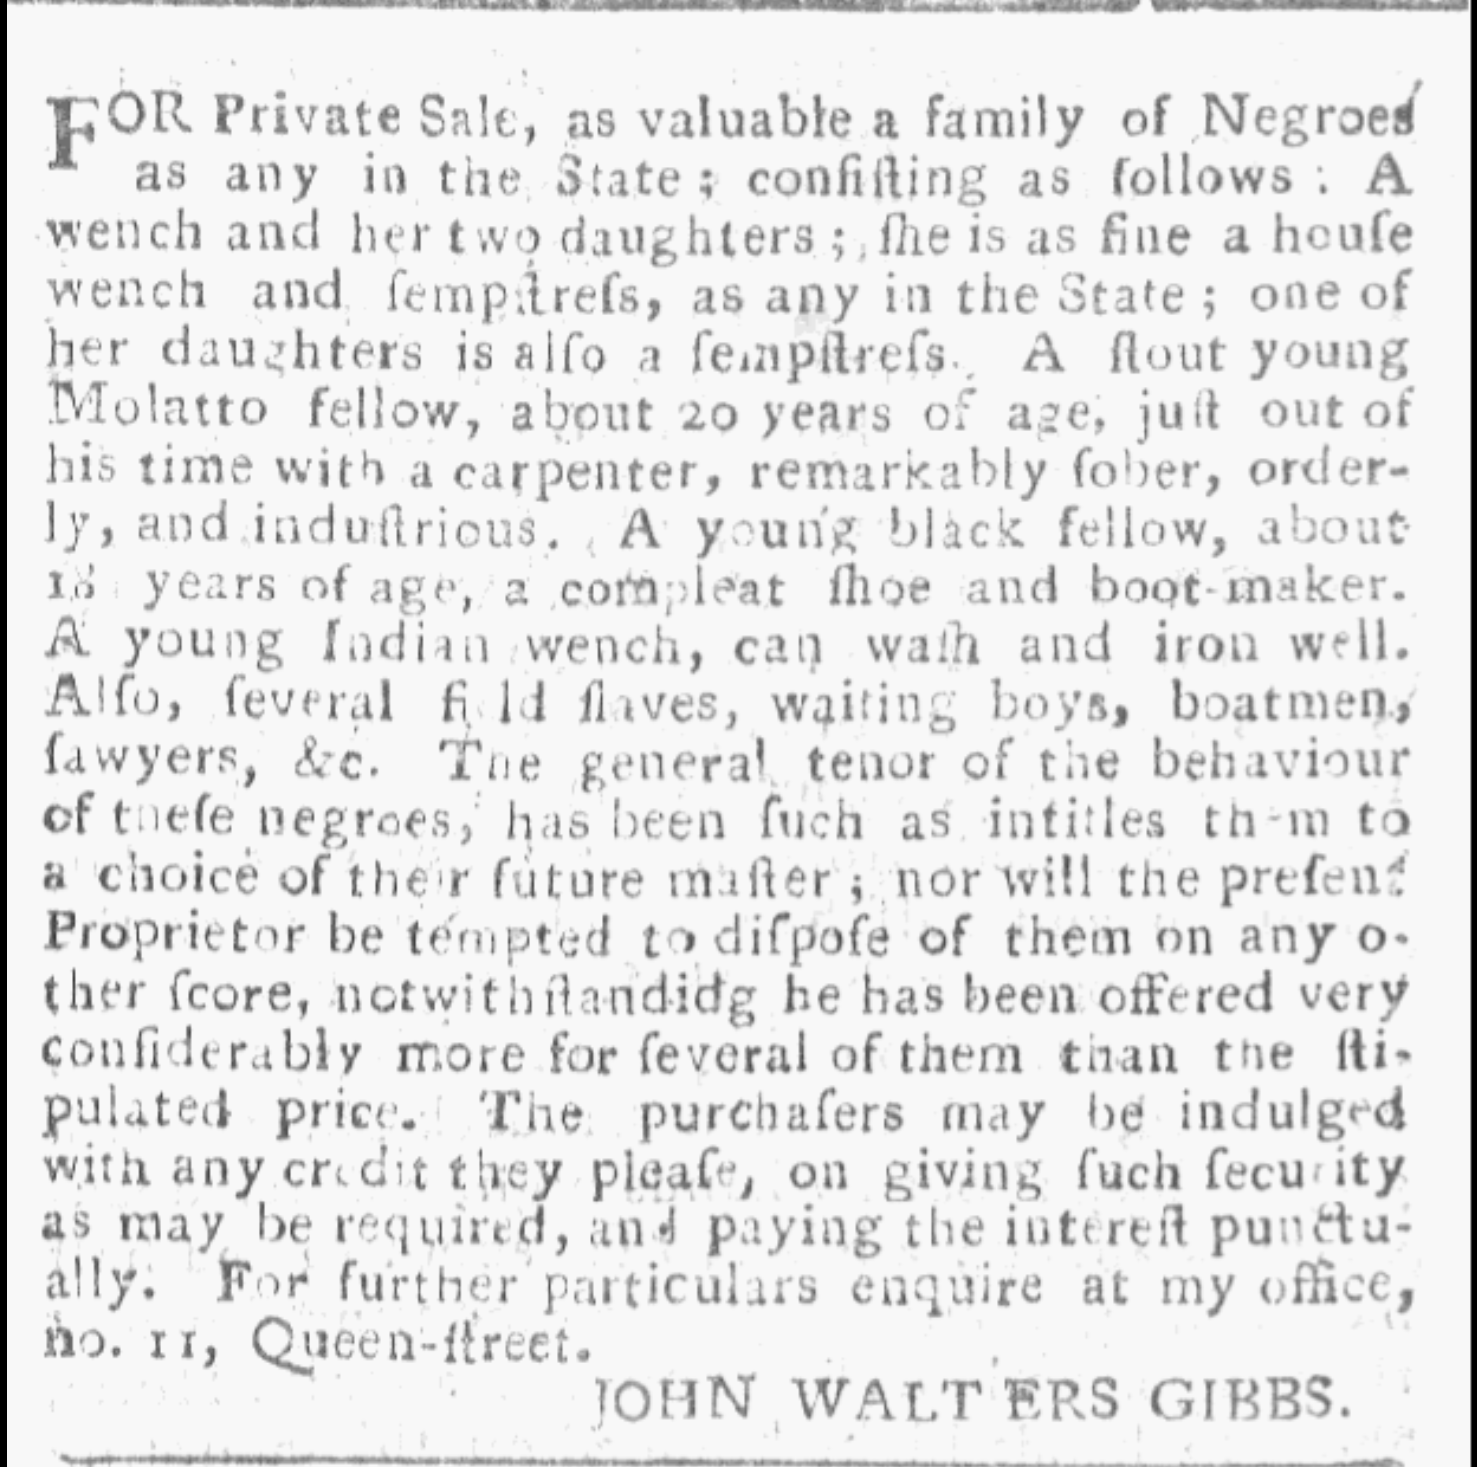 FOR Private Sale, as valuable a family of Negroes
as any in the State; conſiſting as follows: A
wench and her two daughters; ſhe is as fine a houſe
wench and ſempſtreſs, as any in the State; one of
her daughters is alſo a ſempſtreſs. A ſtout young
Molatto fellow, about 20 years of age, juſt out of
his time with a carpenter, remarkably ſober, order-
ly, and induſtrious. A young black fellow, about
18 years of age, a compleat ſhoe and boot-maker.
A young Indian wench, can waſh and iron well.
Alſo, ſeveral field ſlaves, waiting boys, boatmen,
ſawyers, &c. The general tenor of the behaviour
of theſe negroes, has been ſuch as intitles them to
a choice of their future maſter; nor will the preſent
Proprietor be tempted to diſpoſe of them on any o-
ther ſcore, notwithſtandidg he has been offered very
conſiderably more for ſeveral of them than the ſti-
pulated price. The purchaſers may be indulged
with any credit they pleaſe, on giving ſuch ſecurity
as may be required, and paying the intereſt punctu-
ally. For further particulars enquire at my office,
no. 11, Queen-ſtreet.
JOHN WALTERS GIBBS.